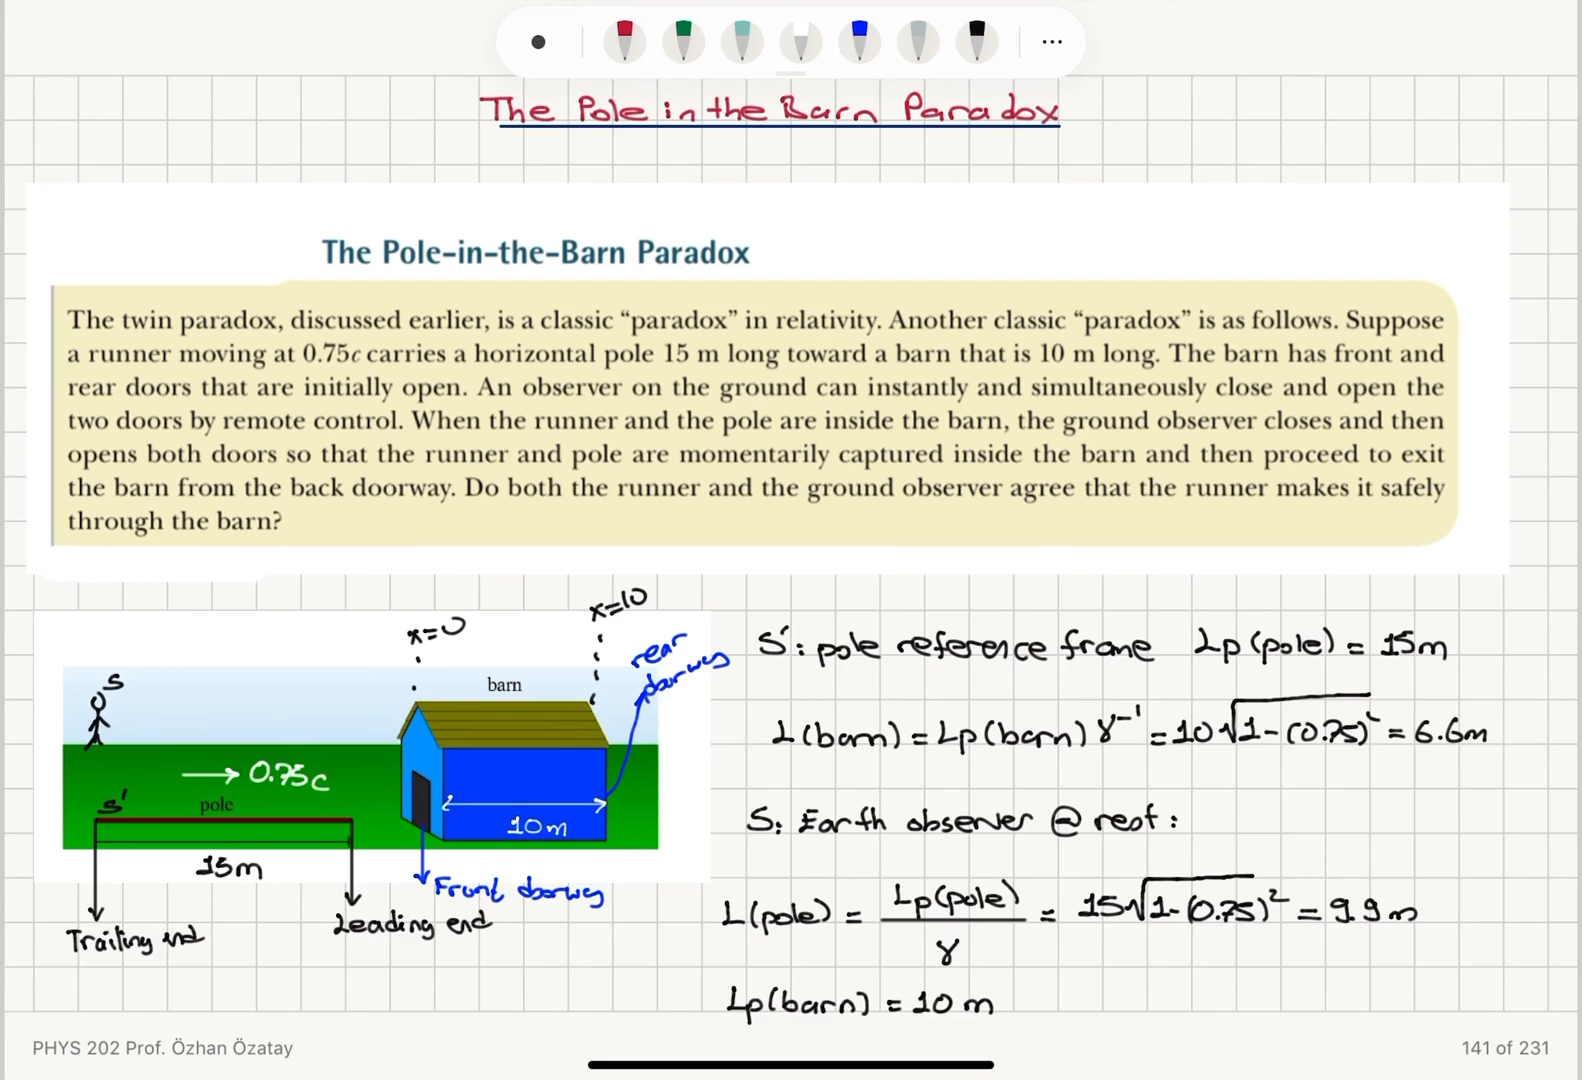 The Pole in the Barn Paradox
The Pole-in-the-Barn Paradox
The twin paradox, discussed earlier, is a classic “paradox” in relativity. Another classic “paradox” is as follows. Suppose
a runner moving at 0.75c carries a horizontal pole 15 m long toward a barn that is 10 m long. The barn has front and
rear doors that are initially open. An observer on the ground can instantly and simultaneously close and open the
two doors by remote control. When the runner and the pole are inside the barn, the ground observer closes and then
opens both doors so that the runner and pole are momentarily captured inside the barn and then proceed to exit
the barn from the back doorway. Do both the runner and the ground observer agree that the runner makes it safely
through the barn?
x=0
x=10
rear
doorway
S
barn
→ 0.75c
S'
pole
10m
15m
Front doorway
Trailing end
Leading end
S': pole reference frame Lp (pole) = 15m
L(barn) = Lp(barn) γ⁻¹ = 10√1-(0.75)² = 6.6m
S: Earth observer @ rest:
L(pole) = Lp(pole)/γ = 15√1-(0.75)² = 9.9 m
Lp(barn) = 10 m
PHYS 202 Prof. Özhan Özatay
141 of 231